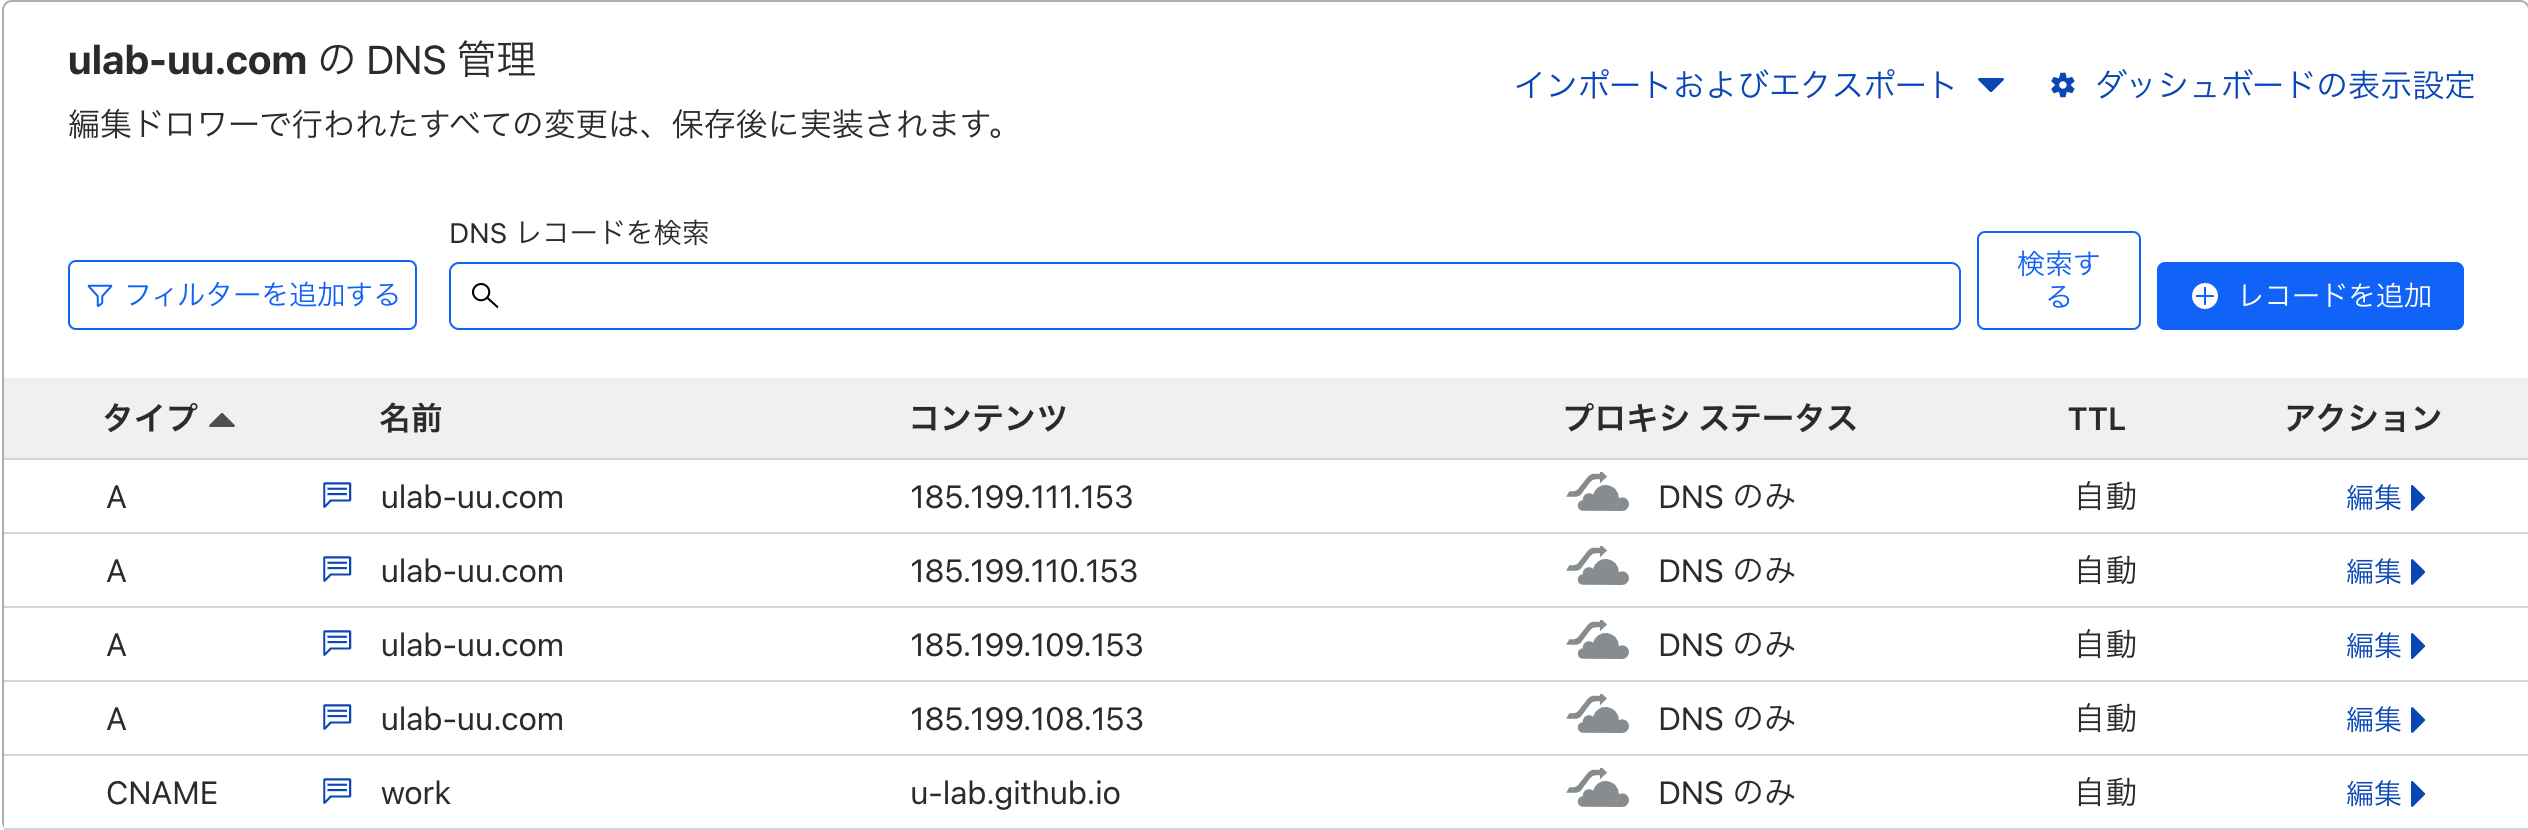 ulab-uu.com の DNS 管理
編集ドロワーで行われたすべての変更は、保存後に実装されます。
インポートおよびエクスポート ダッシュボードの表示設定
DNS レコードを検索
フィルターを追加する
検索す
る
レコードを追加
タイプ 名前 コンテンツ プロキシ ステータス TTL アクション
A ulab-uu.com 185.199.111.153 DNS のみ 自動 編集
A ulab-uu.com 185.199.110.153 DNS のみ 自動 編集
A ulab-uu.com 185.199.109.153 DNS のみ 自動 編集
A ulab-uu.com 185.199.108.153 DNS のみ 自動 編集
CNAME work u-lab.github.io DNS のみ 自動 編集